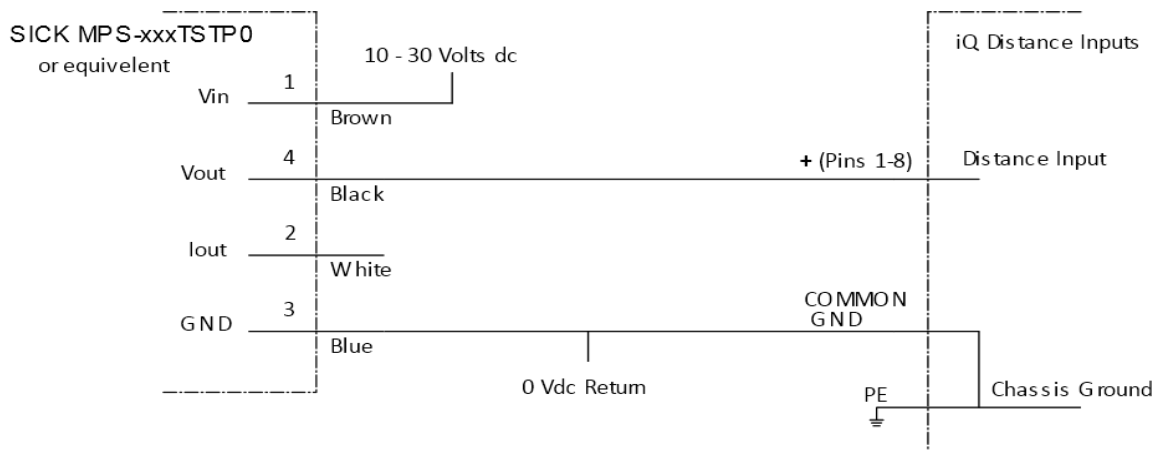 SICK MPS-xxxTSTP0
or equivelent
10 - 30 Volts dc
iQ Distance Inputs
Vin
1
Brown
Vout
4
Black
+ (Pins 1-8)
Distance Input
Iout
2
White
GND
3
Blue
COMMON
GND
0 Vdc Return
PE
Chassis Ground